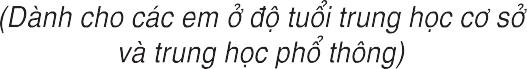 (Dành cho các em ở độ tuổi trung học cơ sở
và trung học phổ thông)